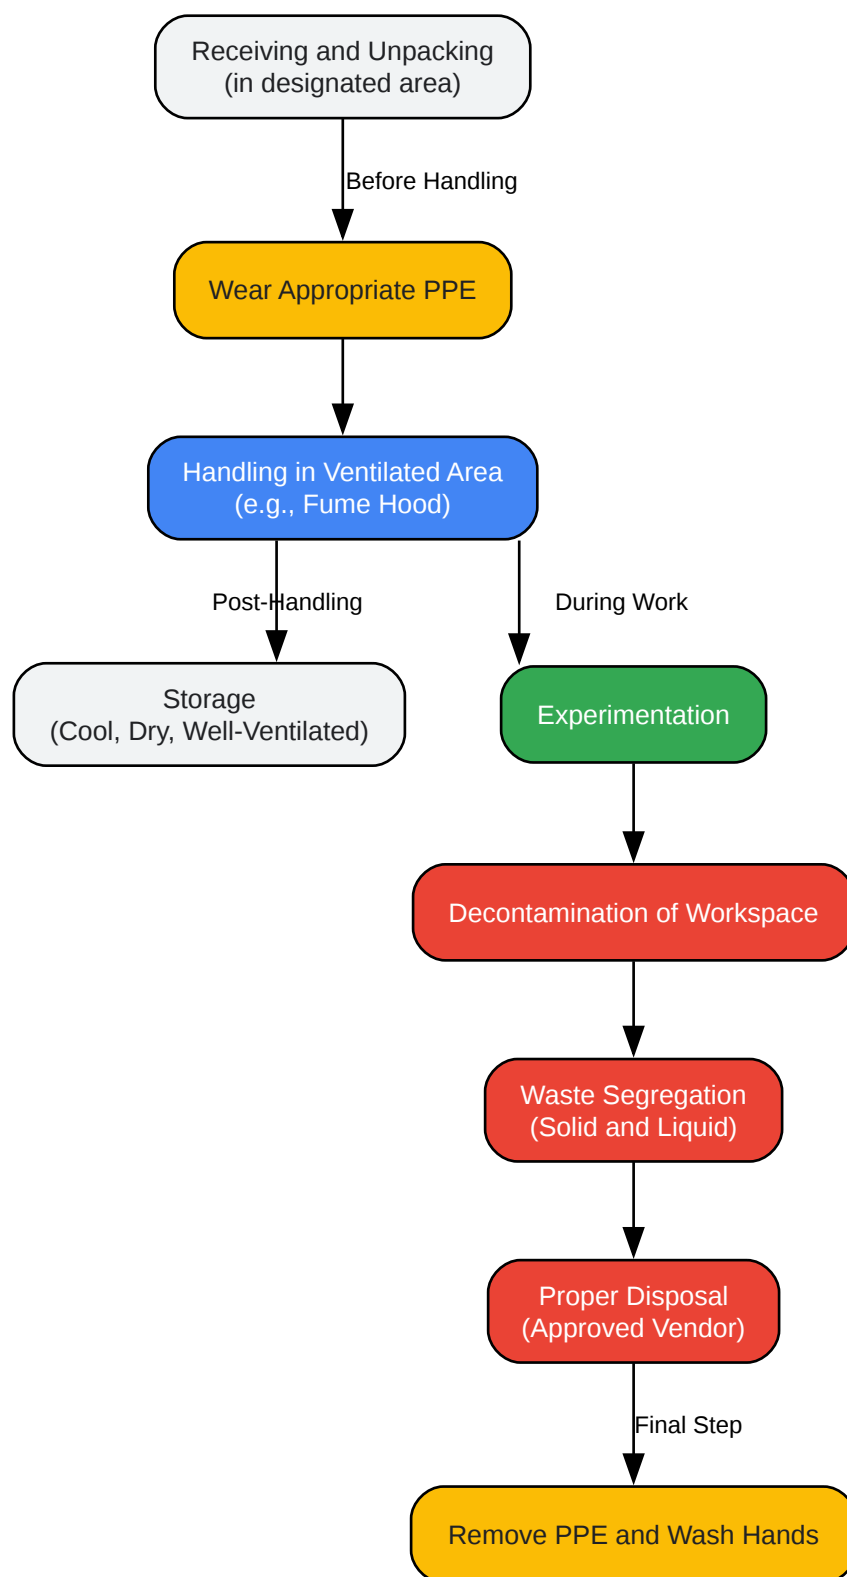 Receiving and Unpacking
(in designated area)
Before Handling
Wear Appropriate PPE
Handling in Ventilated Area
(e.g., Fume Hood)
Post-Handling
During Work
Storage
(Cool, Dry, Well-Ventilated)
Experimentation
Decontamination of Workspace
Waste Segregation
(Solid and Liquid)
Proper Disposal
(Approved Vendor)
Final Step
Remove PPE and Wash Hands